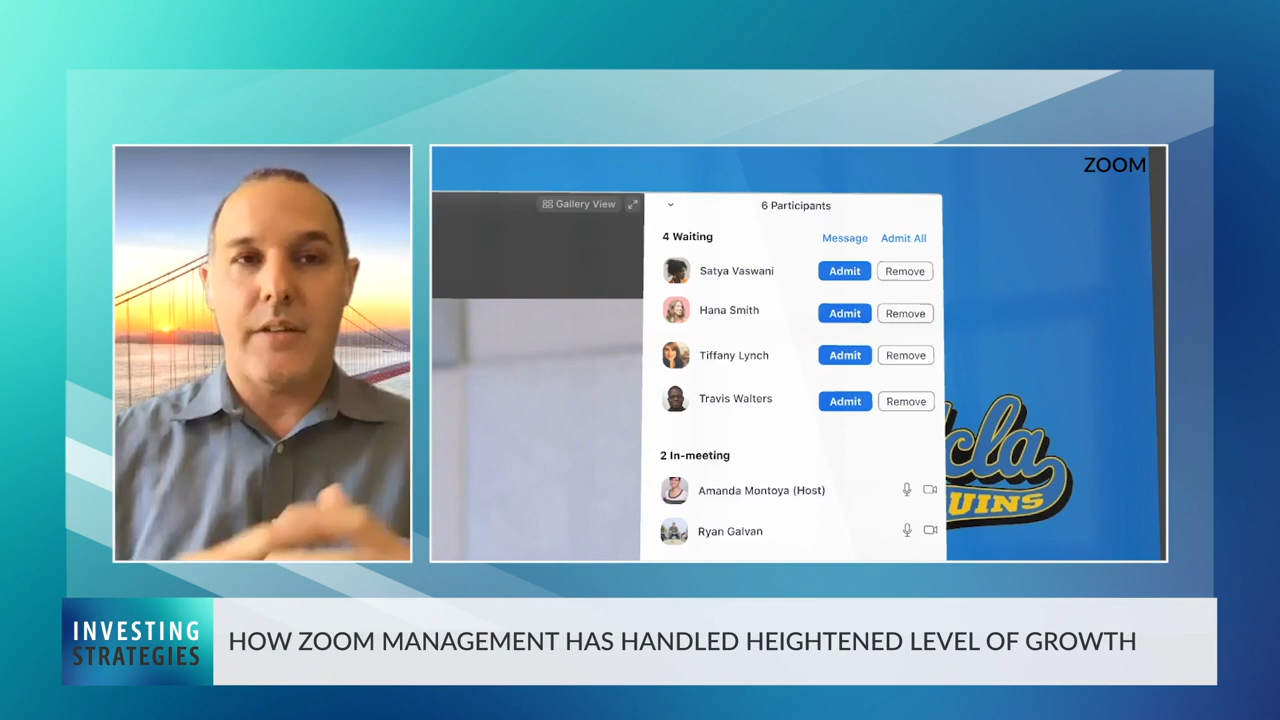 ZOOM
Gallery View
6 Participants
4 Waiting
Message
Admit All
Satya Vaswani
Admit
Remove
Hana Smith
Admit
Remove
Tiffany Lynch
Admit
Remove
Travis Walters
Admit
Remove
2 In-meeting
Amanda Montoya (Host)
Ryan Galvan
cla
UINS
INVESTING
STRATEGIES
HOW ZOOM MANAGEMENT HAS HANDLED HEIGHTENED LEVEL OF GROWTH